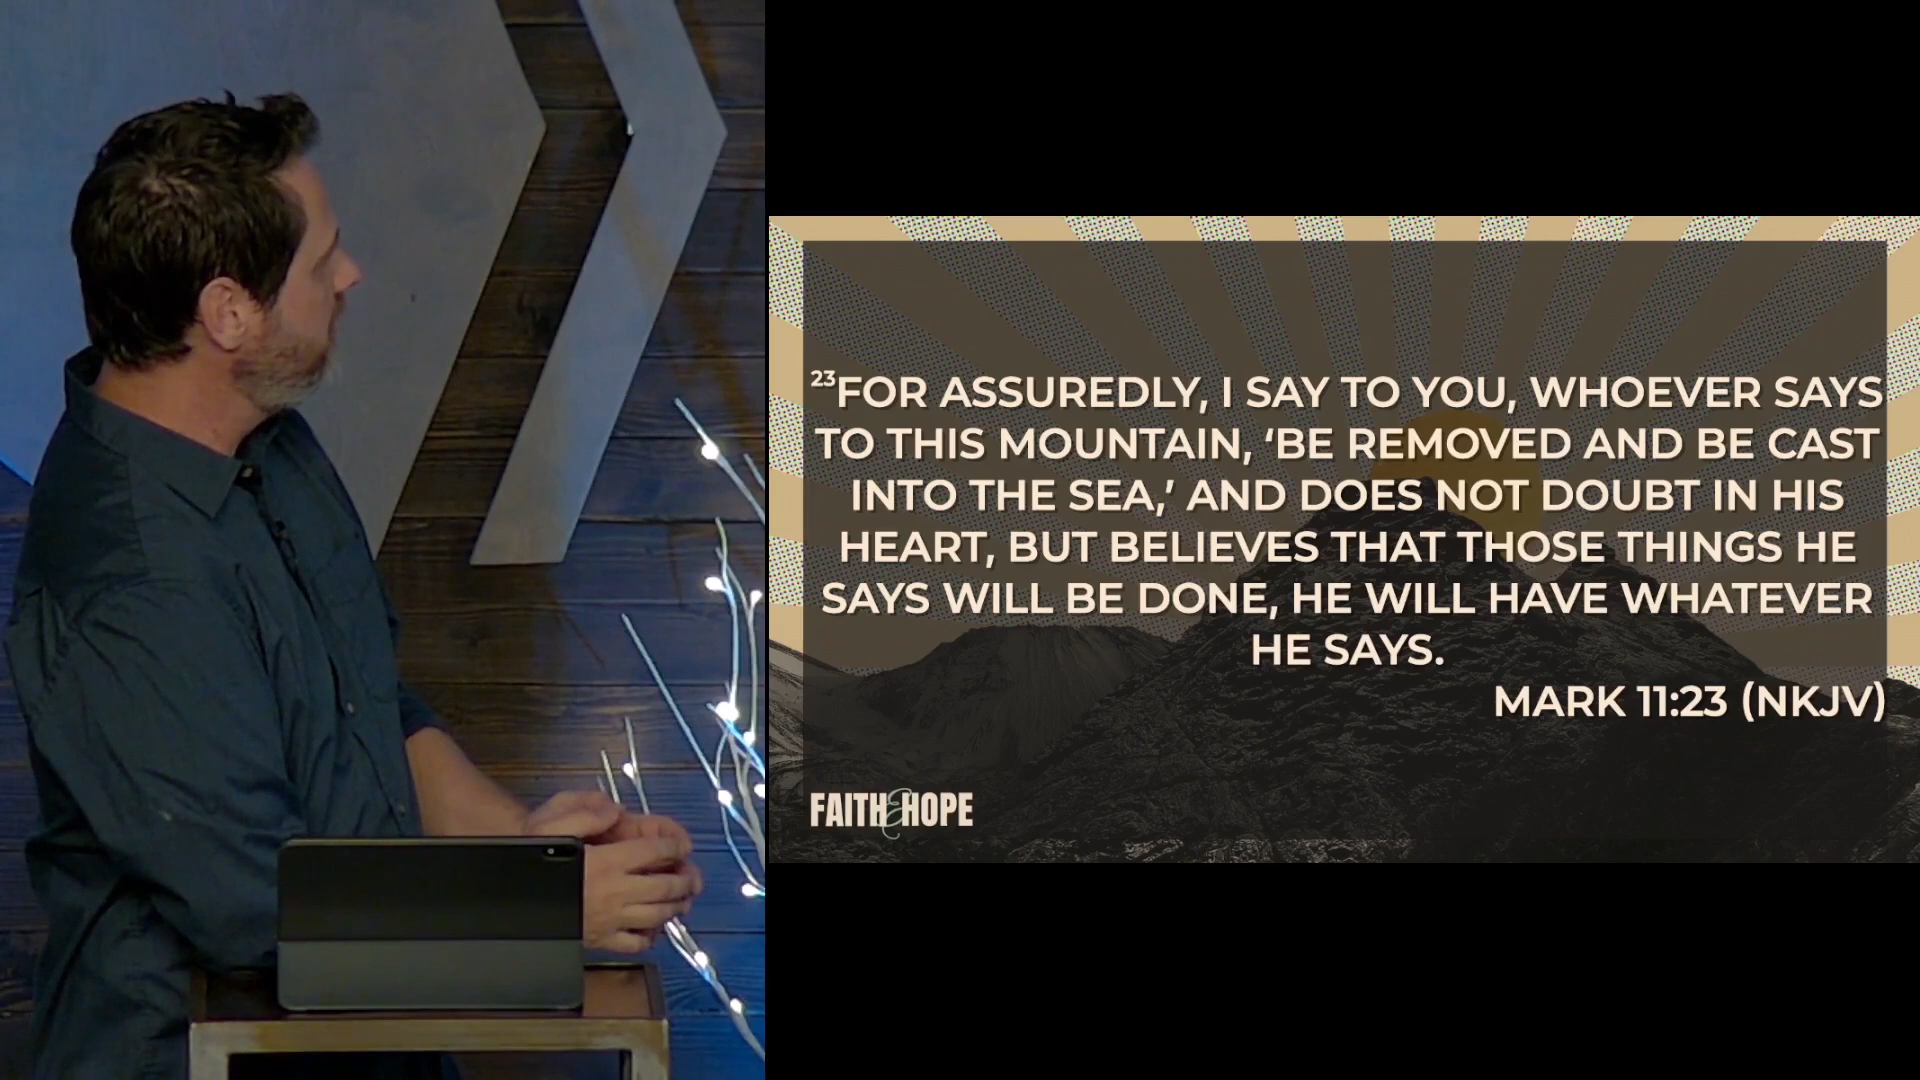 23FOR ASSUREDLY, I SAY TO YOU, WHOEVER SAYS
TO THIS MOUNTAIN, ‘BE REMOVED AND BE CAST
INTO THE SEA,’ AND DOES NOT DOUBT IN HIS
HEART, BUT BELIEVES THAT THOSE THINGS HE
SAYS WILL BE DONE, HE WILL HAVE WHATEVER
HE SAYS.
MARK 11:23 (NKJV)
FAITH & HOPE